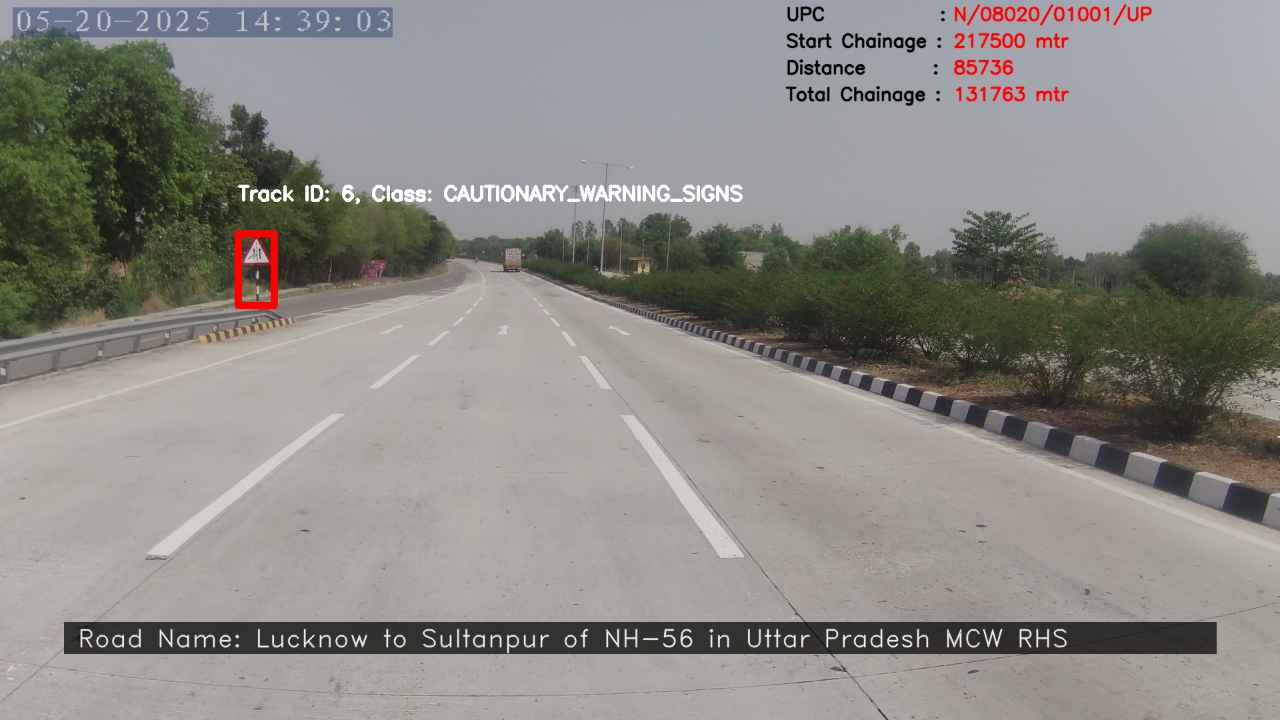 05-20-2025 14:39:03
UPC : N/08020/01001/UP
Start Chainage : 217500 mtr
Distance : 85736
Total Chainage : 131763 mtr
Track ID: 6, Class: CAUTIONARY_WARNING_SIGNS
Road Name: Lucknow to Sultanpur of NH-56 in Uttar Pradesh MCW RHS